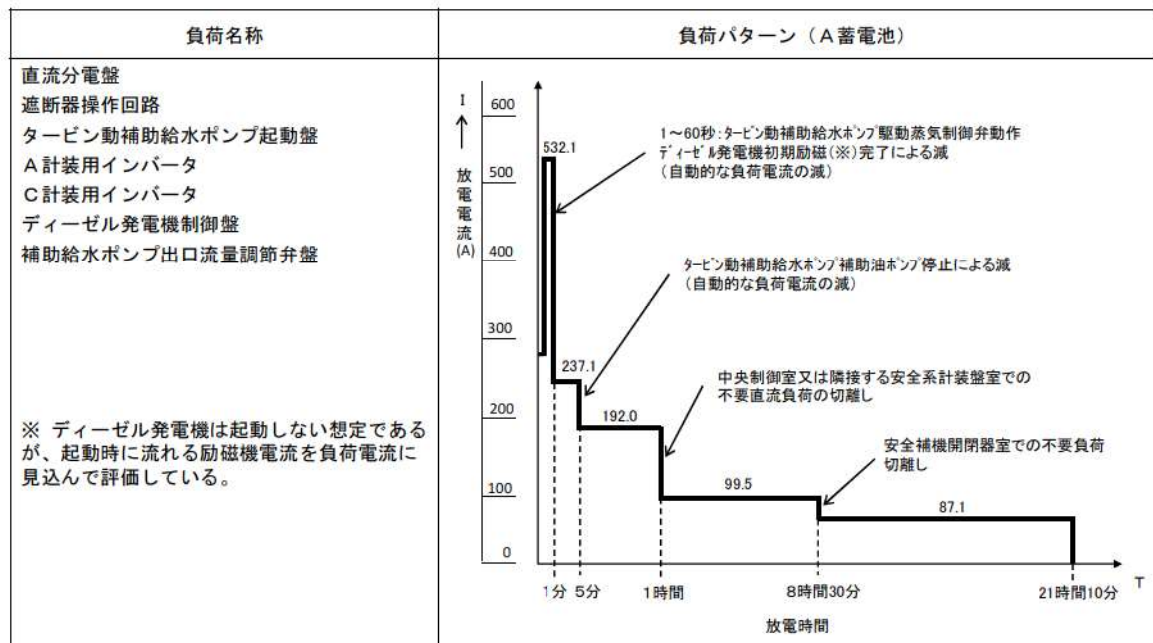 負荷名称
負荷パターン（Ａ蓄電池）
直流分電盤
遮断器操作回路
タービン動補助給水ポンプ起動盤
Ａ計装用インバータ
Ｃ計装用インバータ
ディーゼル発電機制御盤
補助給水ポンプ出口流量調節弁盤
※ ディーゼル発電機は起動しない想定である
が、起動時に流れる励磁機電流を負荷電流に
見込んで評価している。
I
放電電流
(A)
600
500
400
300
200
100
0
532.1
237.1
192.0
99.5
87.1
1～60秒：ﾀｰﾋﾞﾝ動補助給水ﾎﾟﾝﾌﾟ駆動蒸気制御弁動作
ﾃﾞｨｰｾﾞﾙ発電機初期励磁(※)完了による減
(自動的な負荷電流の減)
ﾀｰﾋﾞﾝ動補助給水ﾎﾟﾝﾌﾟ補助油ﾎﾟﾝﾌﾟ停止による減
(自動的な負荷電流の減)
中央制御室又は隣接する安全系計装盤室での
不要直流負荷の切離し
安全補機開閉器室での不要負荷
切離し
1分
5分
1時間
8時間30分
21時間10分
T
放電時間